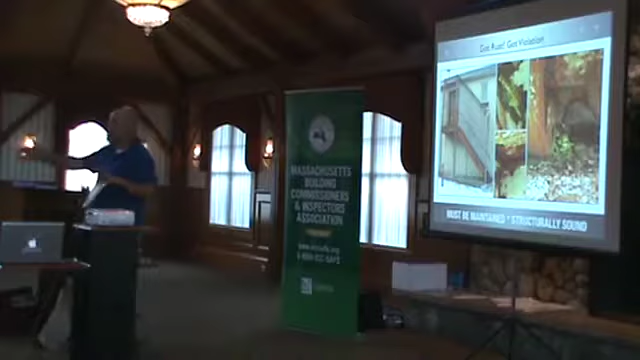 Got Rust? Got Violation
MUST BE MAINTAINED * STRUCTURALLY SOUND
MASSACHUSETTS
BUILDING
COMMISSIONERS
& INSPECTORS
ASSOCIATION